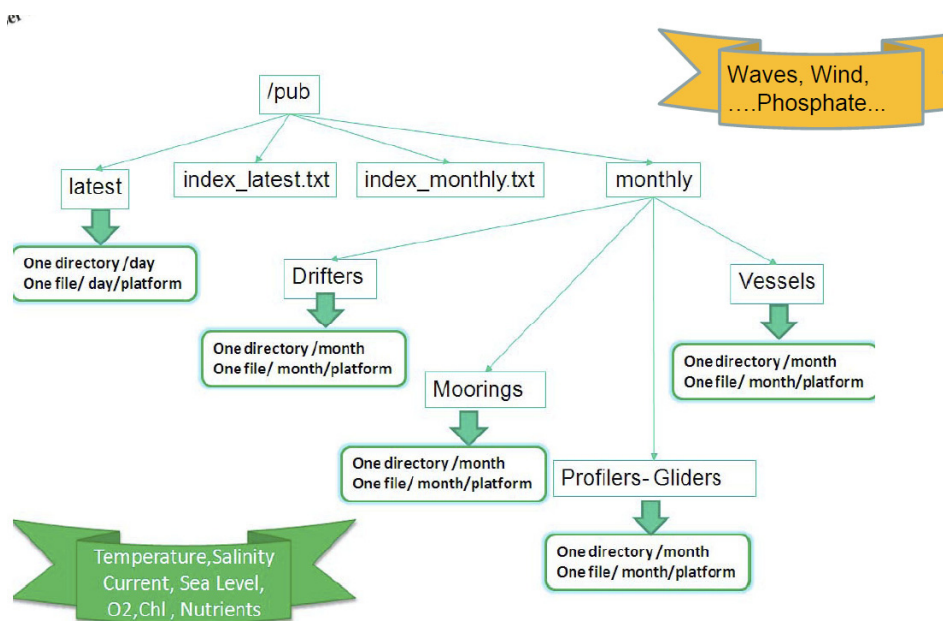 Waves, Wind,
....Phosphate...
/pub
latest
index_latest.txt
index_monthly.txt
monthly
One directory /day
One file/ day/platform
Drifters
One directory /month
One file/ month/platform
Vessels
One directory /month
One file/ month/platform
Moorings
One directory /month
One file/ month/platform
Profilers- Gliders
One directory /month
One file/ month/platform
Temperature,Salinity
Current, Sea Level,
O2,Chl , Nutrients